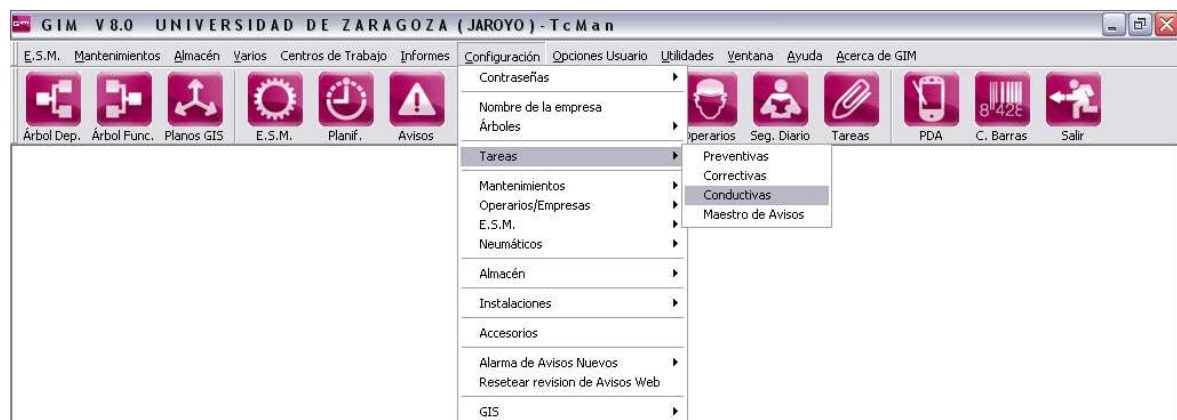 GIM V8.0 UNIVERSIDAD DE ZARAGOZA (JAROYO) - TcMan
E.S.M. Mantenimientos Almacén Varios Centros de Trabajo Informes Configuración Opciones Usuario Utilidades Ventana Ayuda Acerca de GIM
Árbol Dep. Árbol Func. Planos GIS E.S.M. Planif. Avisos Operarios Seg. Diario Tareas PDA C. Barras Salir
Contraseñas
Nombre de la empresa
Árboles
Tareas
Mantenimientos
Operarios/Empresas
E.S.M.
Neumáticos
Almacén
Instalaciones
Accesorios
Alarma de Avisos Nuevos
Resetear revision de Avisos Web
GIS
Preventivas
Correctivas
Conductivas
Maestro de Avisos